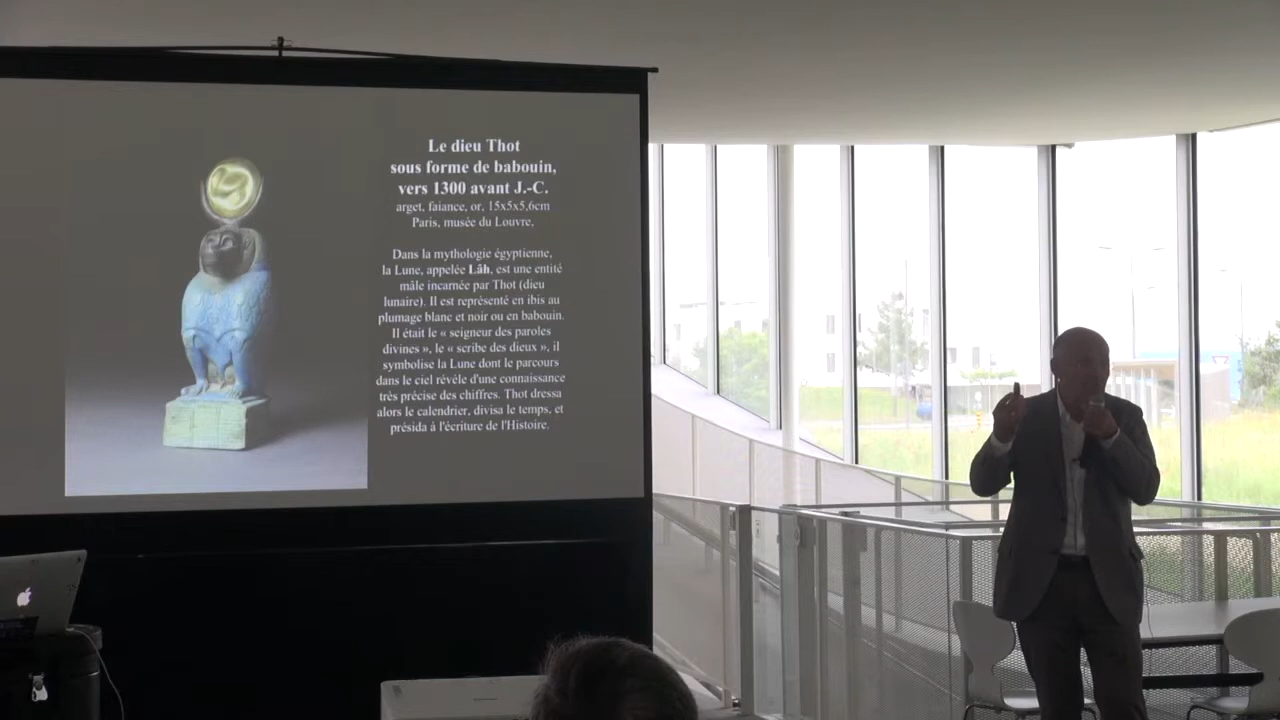 Le dieu Thot
sous forme de babouin,
vers 1300 avant J.-C.
arget, faïance, or, 15x5x5,6cm
Paris, musée du Louvre,
Dans la mythologie égyptienne,
la Lune, appelée Lâh, est une entité
mâle incarnée par Thot (dieu
lunaire). Il est représenté en ibis au
plumage blanc et noir ou en babouin.
Il était le « seigneur des paroles
divines », le « scribe des dieux », il
symbolise la Lune dont le parcours
dans le ciel révèle d'une connaissance
très précise des chiffres. Thot dressa
alors le calendrier, divisa le temps, et
présida à l'écriture de l'Histoire.